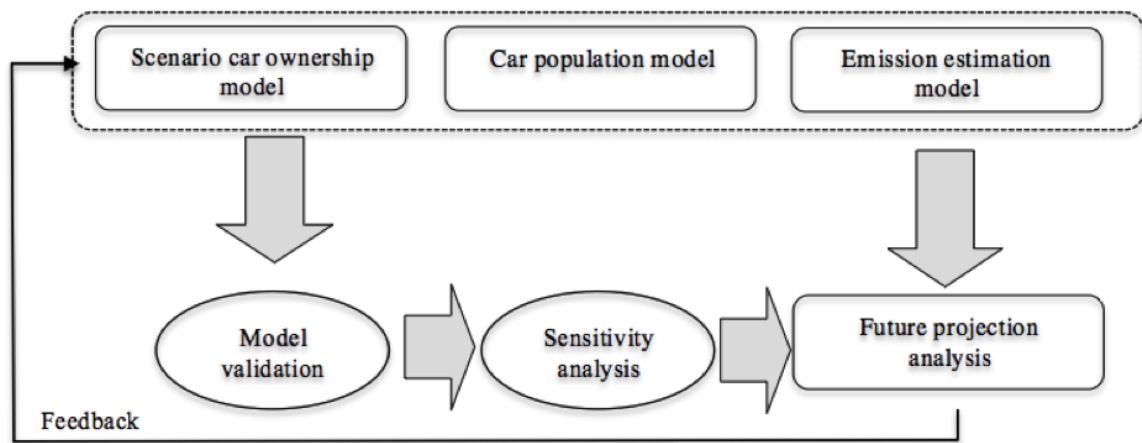 Scenario car ownership
model
Car population model
Emission estimation
model
Model
validation
Sensitivity
analysis
Future projection
analysis
Feedback